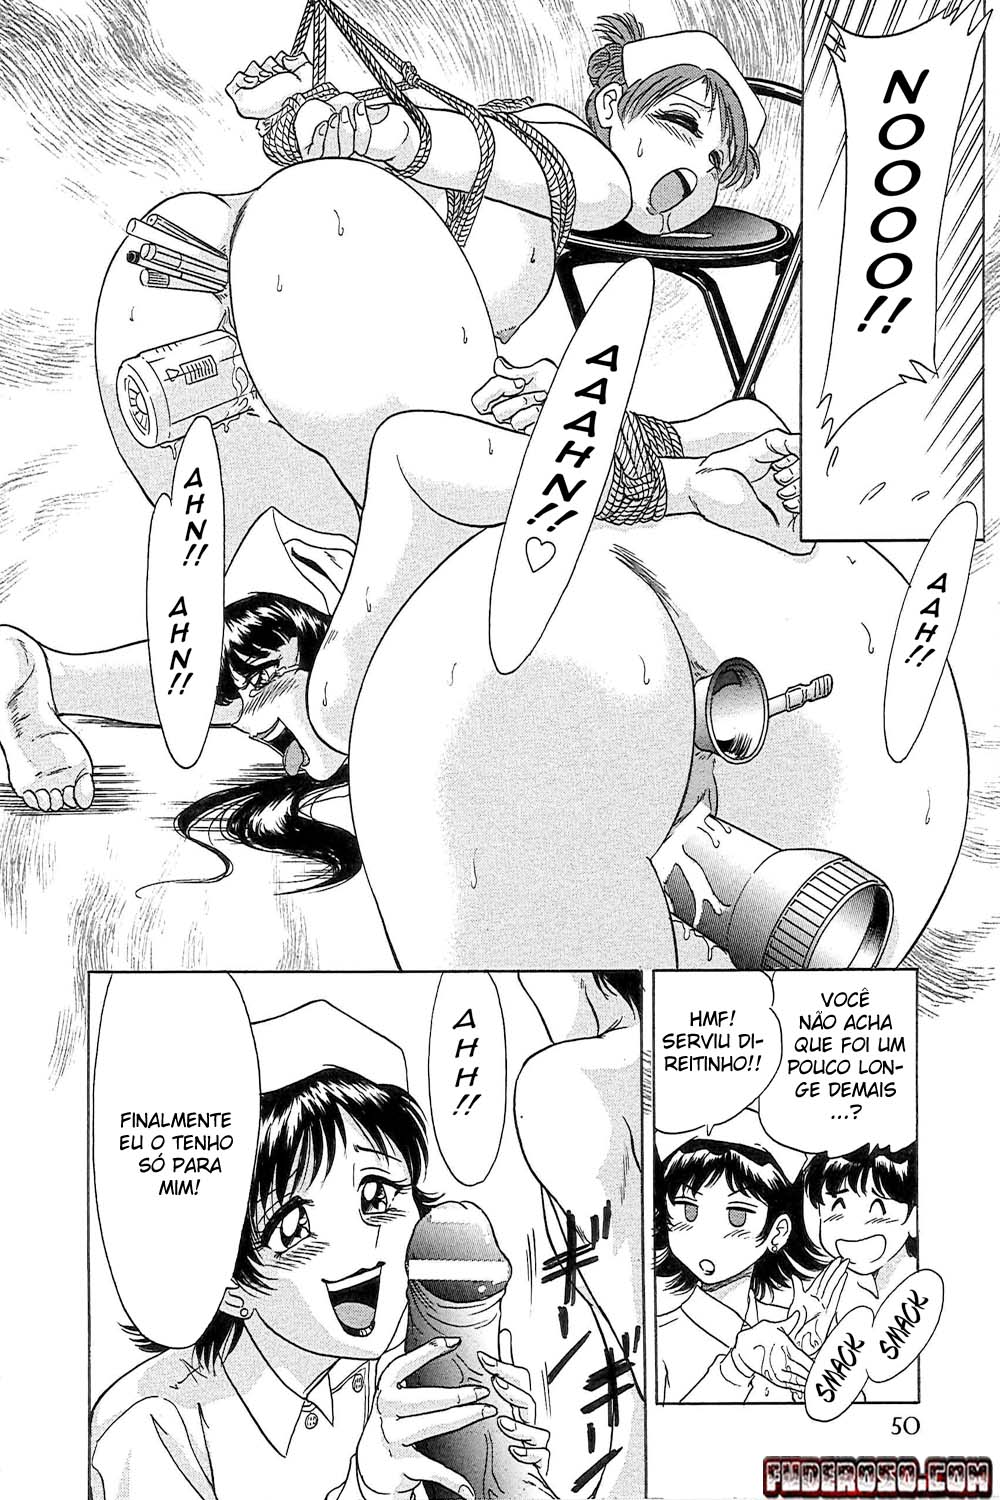 NOOOO!!
AAAHN!! ♡
AAH!!
AHN!! AHN!!
VOCÊ
NÃO ACHA
QUE FOI UM
POUCO LON-
GE DEMAIS
...?
HMF!
SERVIU DI-
REITINHO!!
SMACK
SMACK
AHH!!
FINALMENTE
EU O TENHO
SÓ PARA
MIM!
50
FUDEROSO.COM